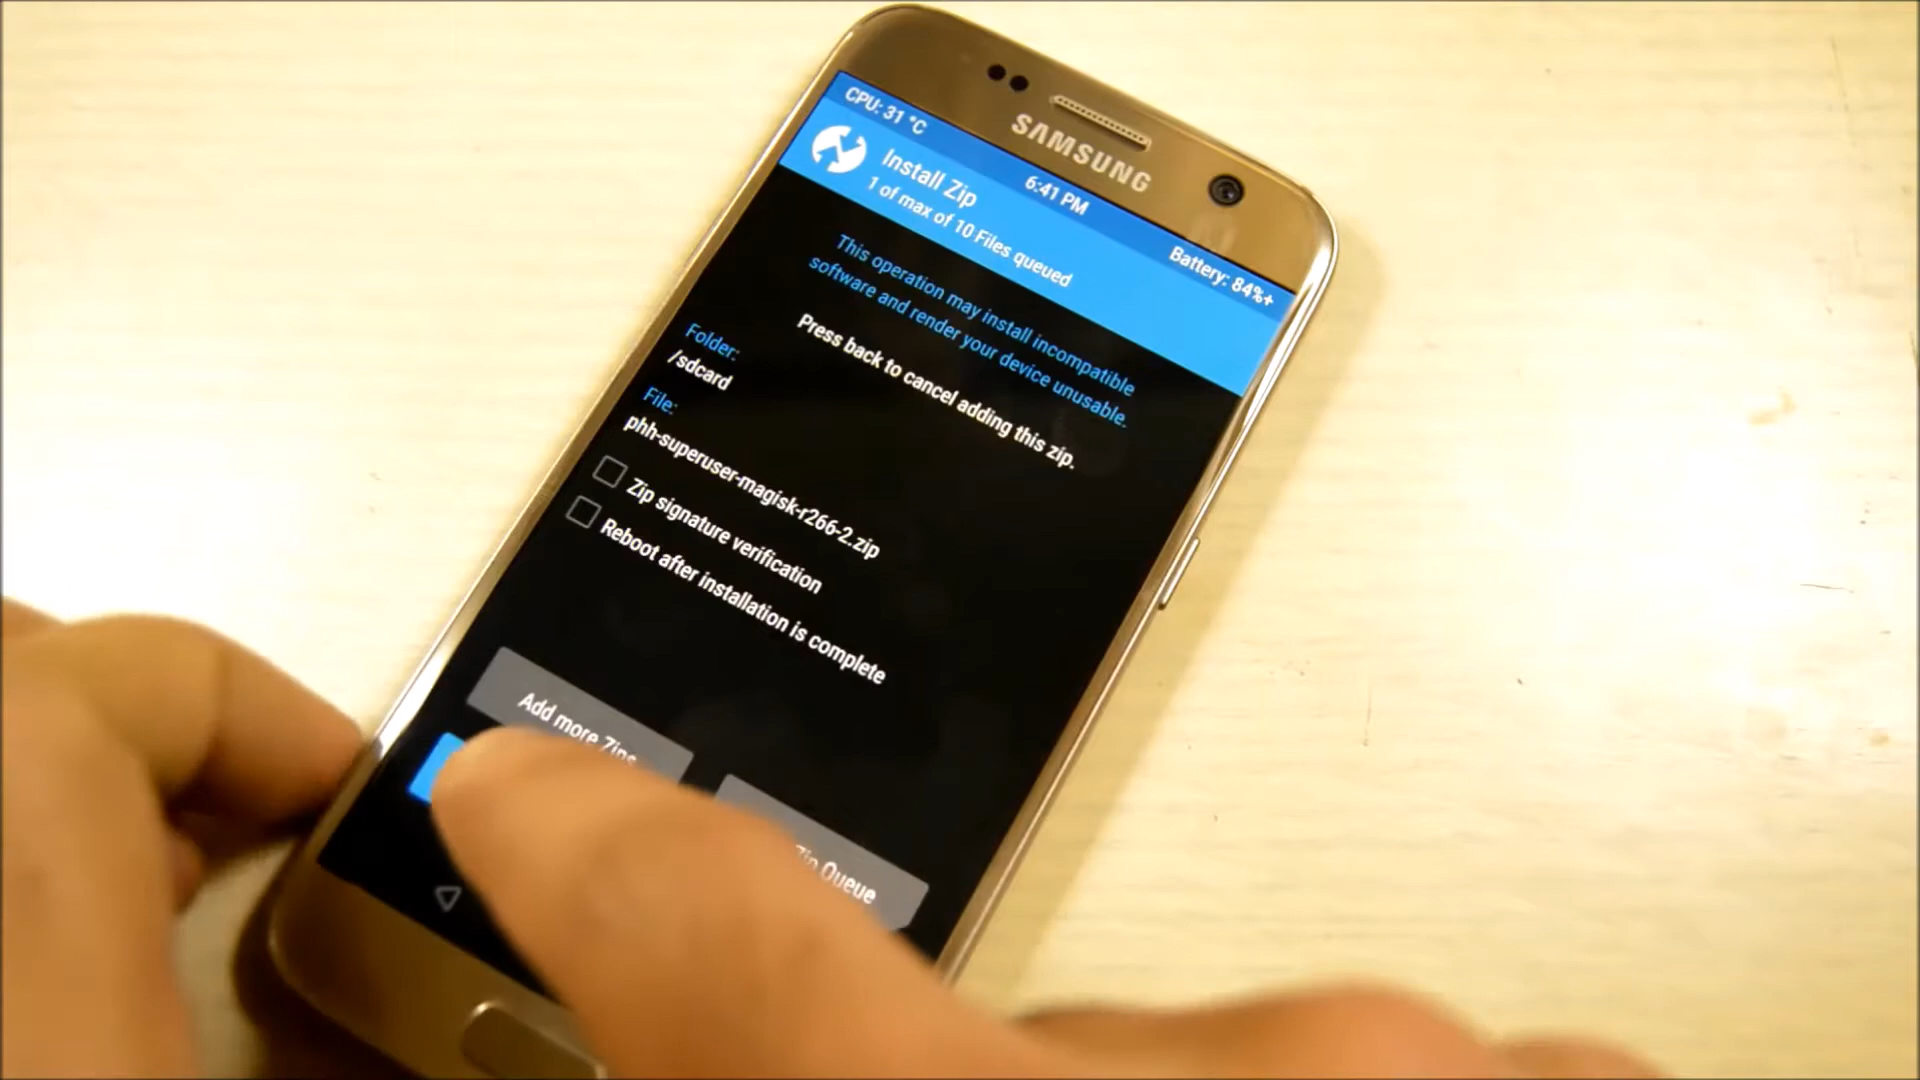 SAMSUNG
CPU: 31 °C
6:41 PM
Battery: 84%+
Install Zip
1 of max of 10 Files queued
This operation may install incompatible
software and render your device unusable.
Press back to cancel adding this zip.
Folder:
/sdcard
File:
phh-superuser-magisk-r266-2.zip
Zip signature verification
Reboot after installation is complete
Add more Zips
Zip Queue